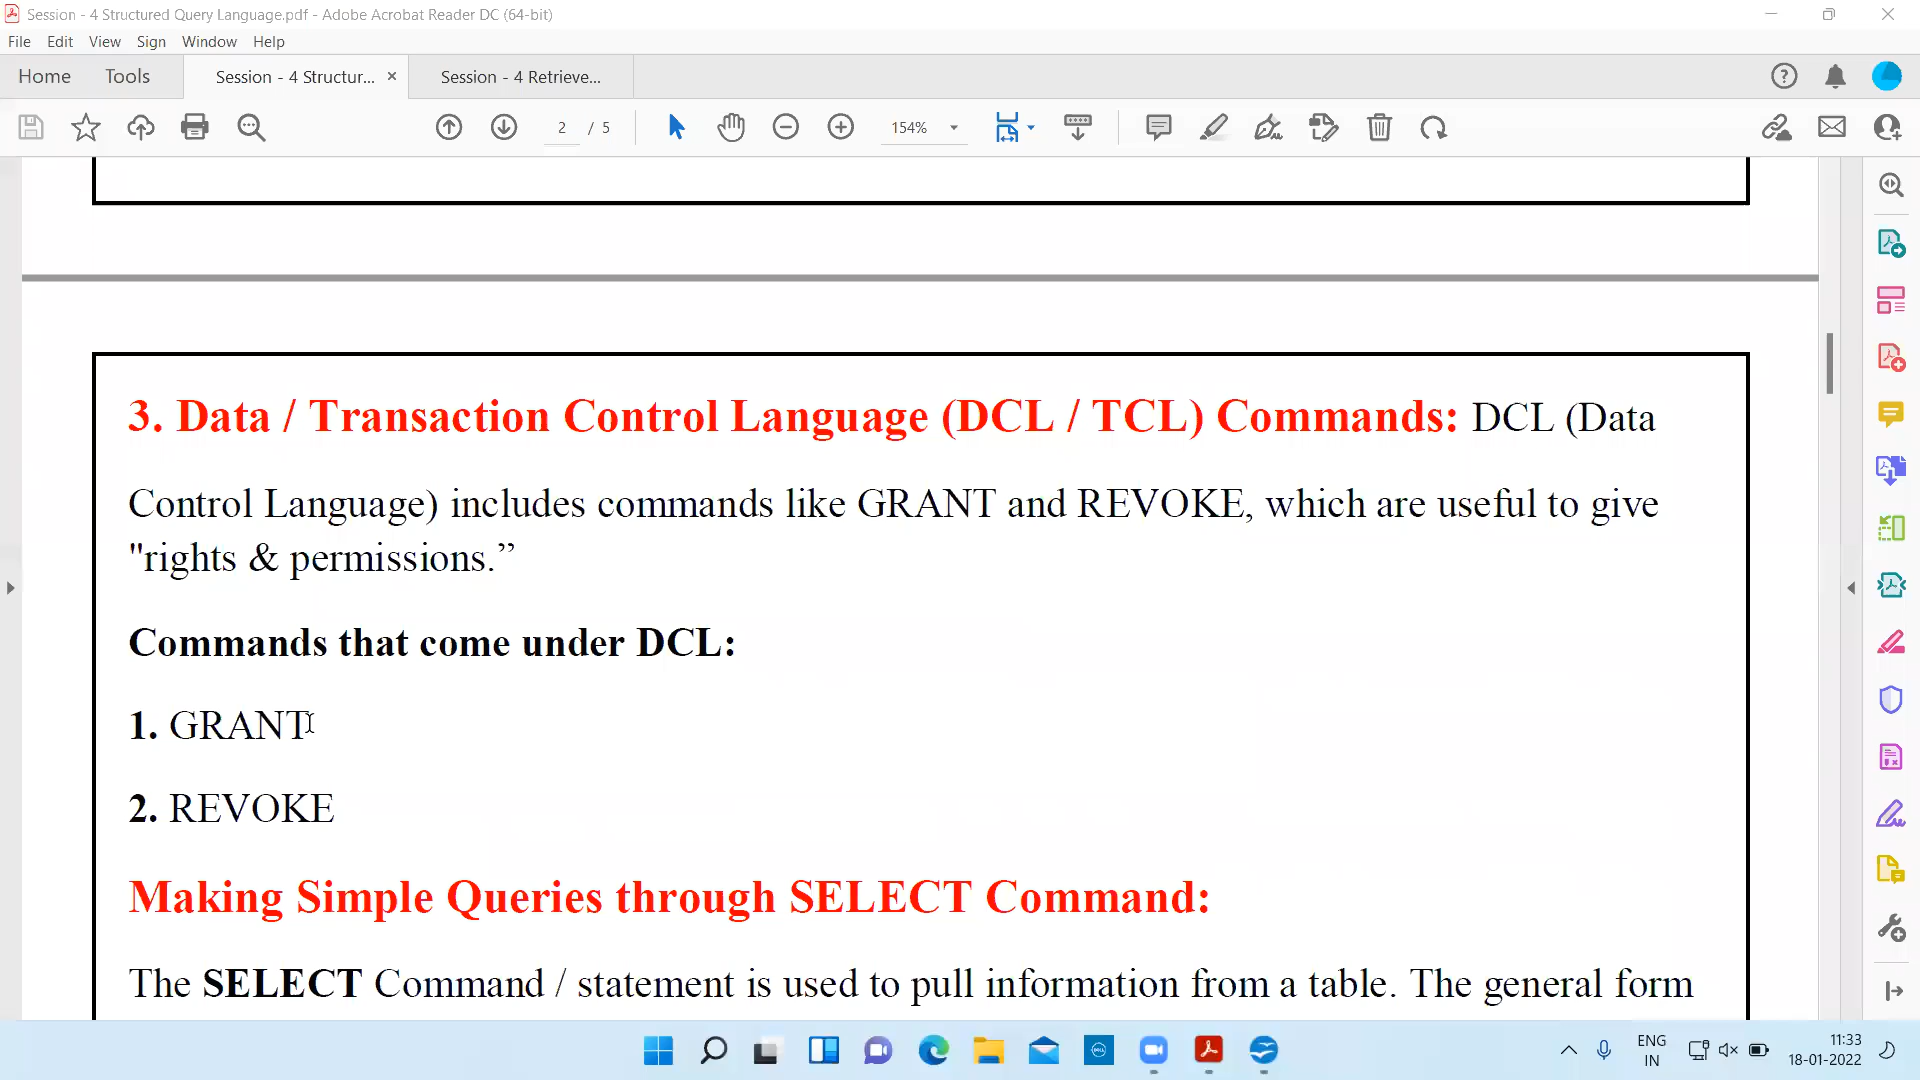 Session - 4 Structured Query Language.pdf - Adobe Acrobat Reader DC (64-bit)
File Edit View Sign Window Help
Home Tools Session - 4 Structur... × Session - 4 Retrieve...
2 / 5 154%
3. Data / Transaction Control Language (DCL / TCL) Commands: DCL (Data
Control Language) includes commands like GRANT and REVOKE, which are useful to give
"rights & permissions.”
Commands that come under DCL:
1. GRANT
2. REVOKE
Making Simple Queries through SELECT Command:
The SELECT Command / statement is used to pull information from a table. The general form
ENG 11:33
IN 18-01-2022